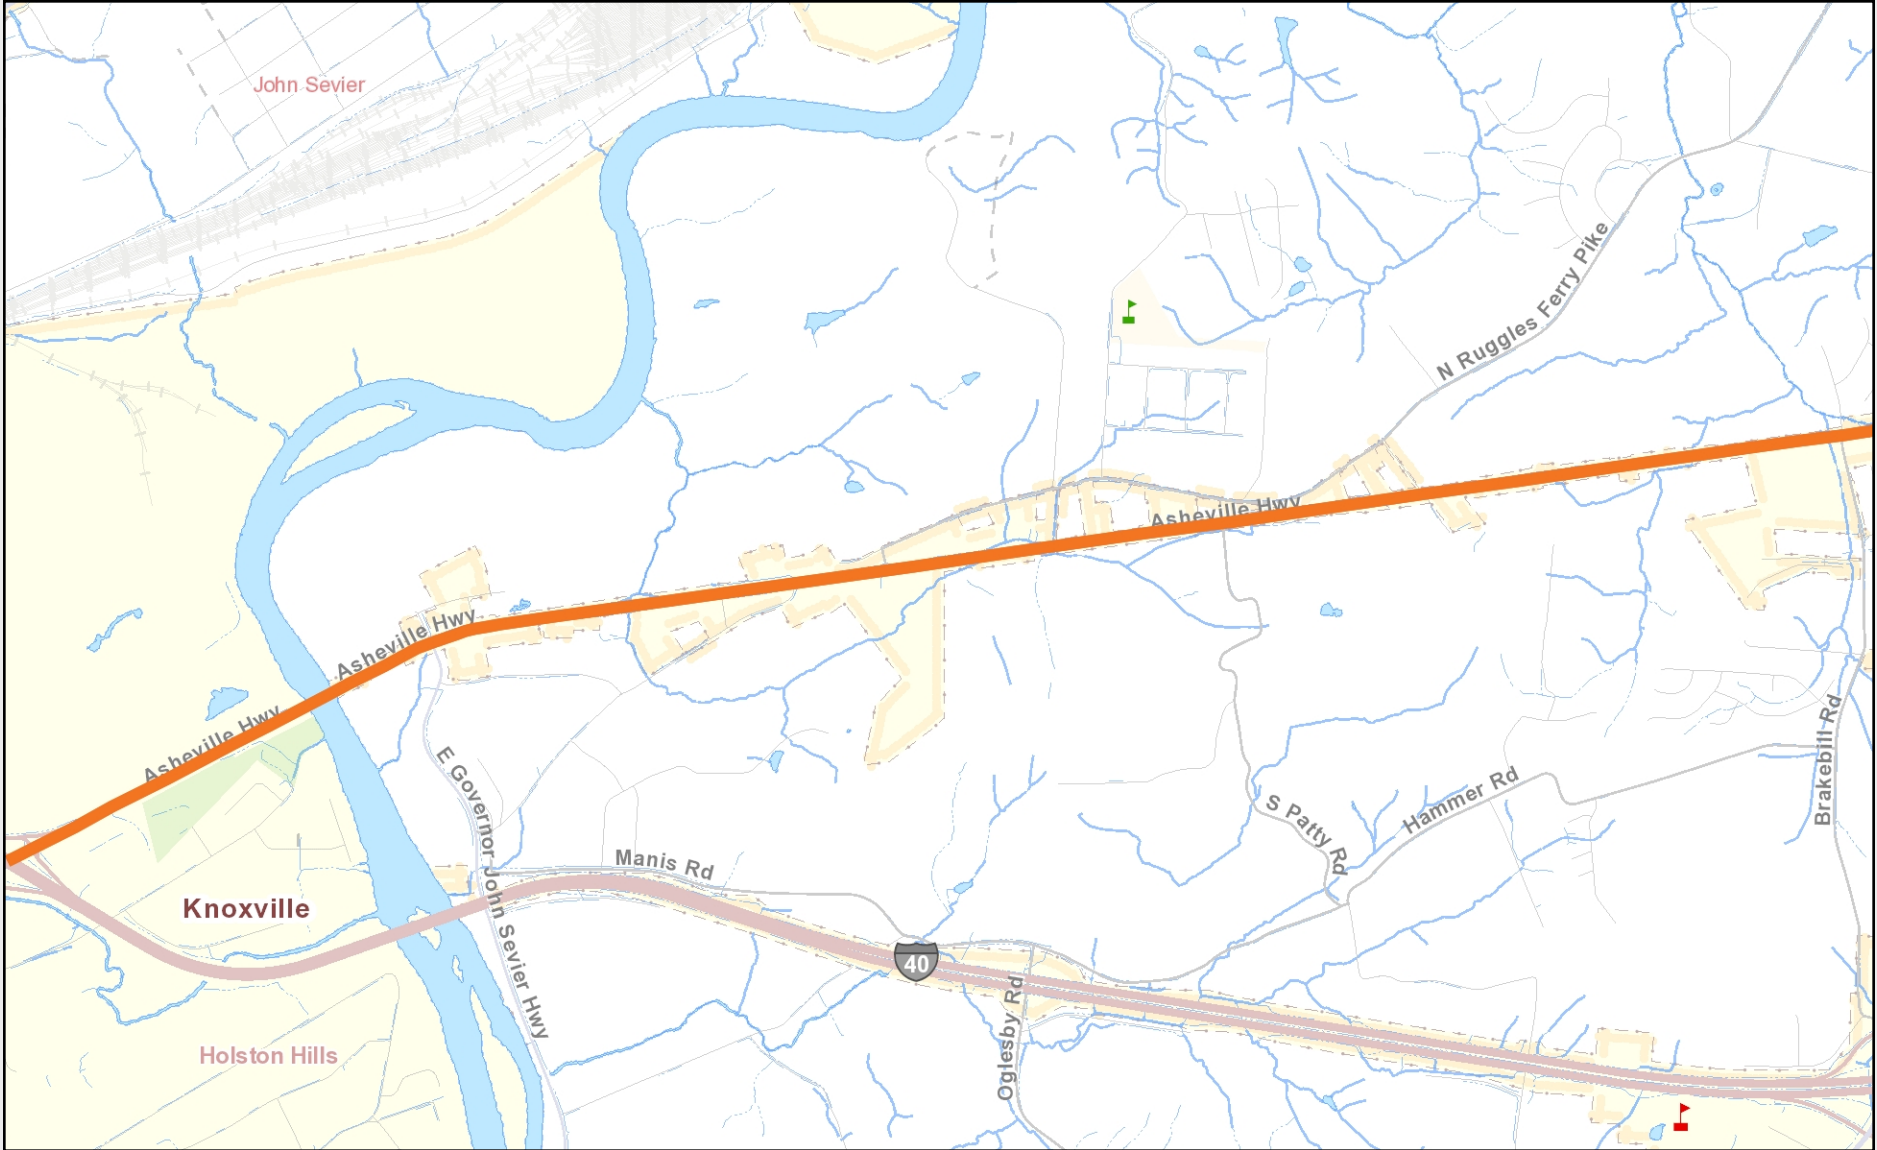 John Sevier
N Ruggles Ferry Pike
Asheville Hwy
Asheville Hwy
Asheville Hwy
E Governor John Sevier Hwy
S Patty Rd
Hammer Rd
Brakebill Rd
Manis Rd
Knoxville
40
Oglesby Rd
Holston Hills